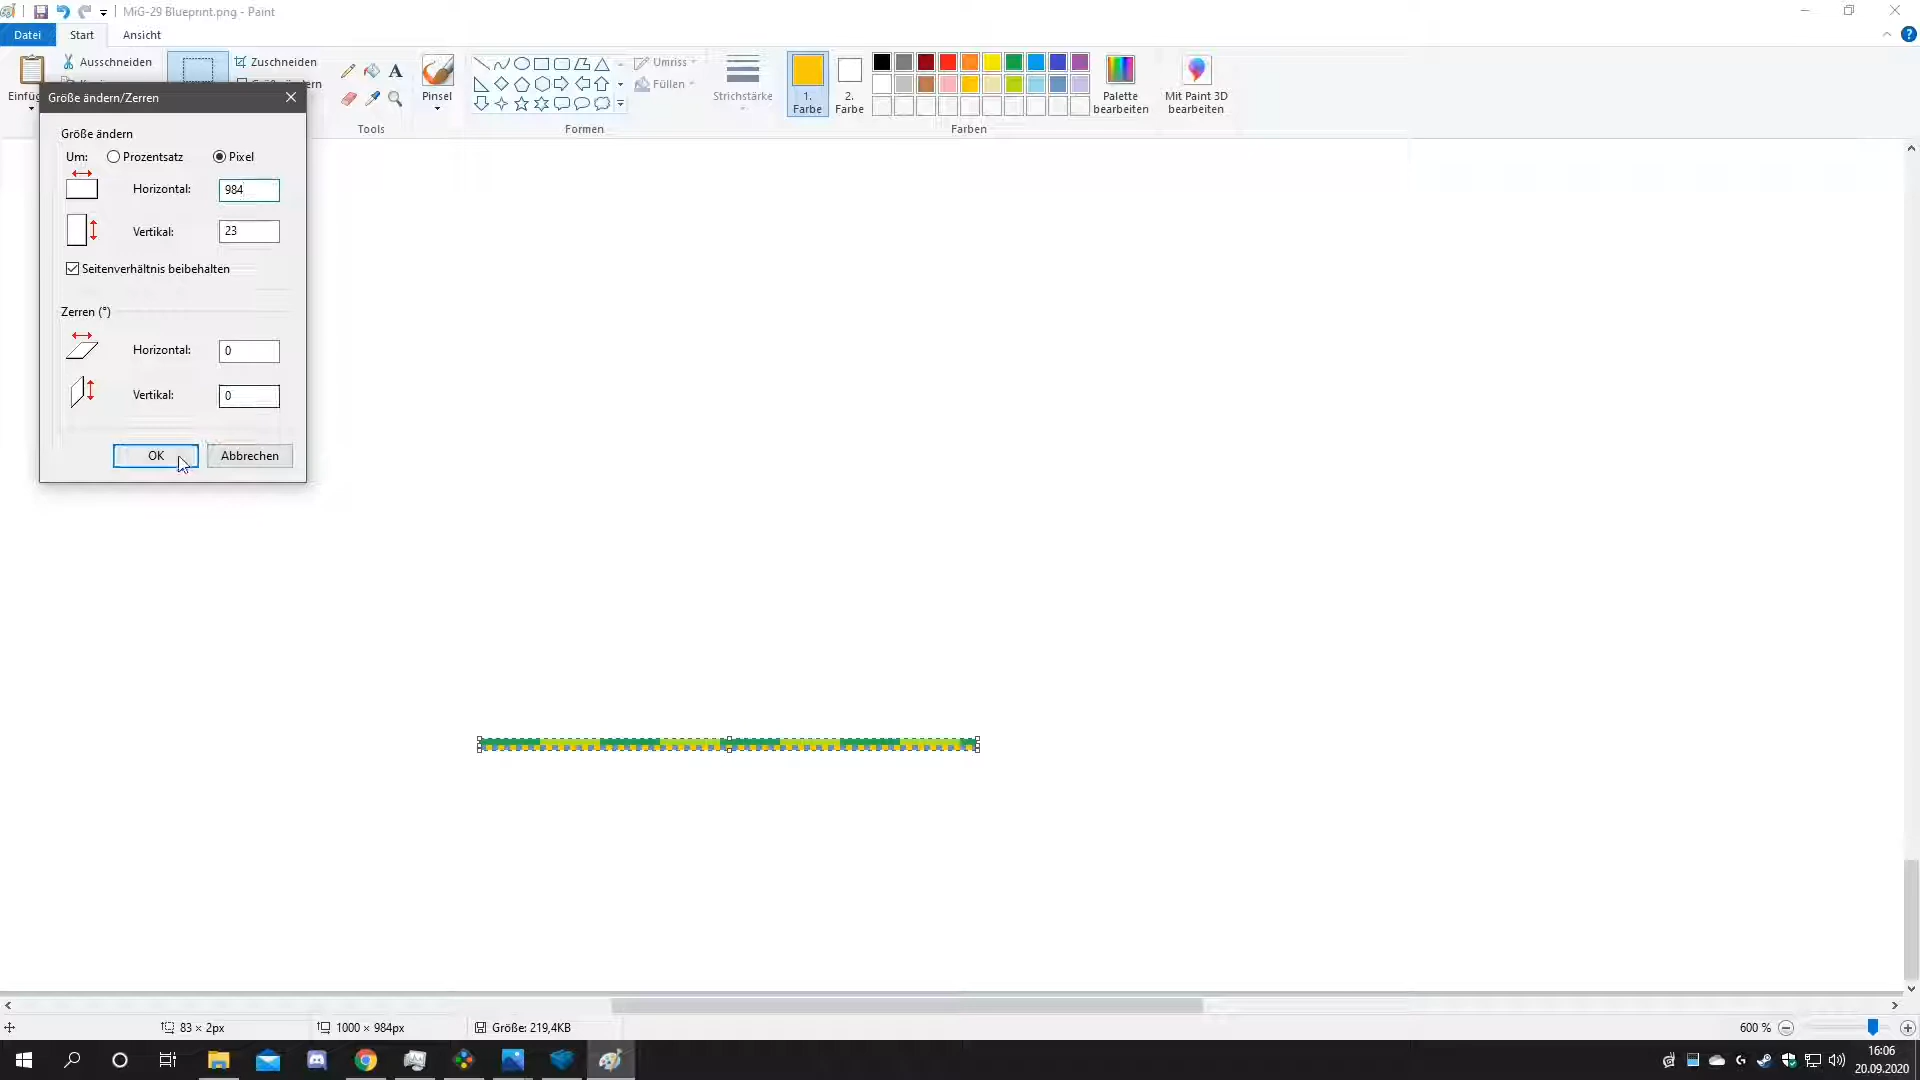 MiG-29 Blueprint.png - Paint
Datei Start Ansicht
Ausschneiden
Zuschneiden
Einfüg
Pinsel
Umriss
Füllen
Strichstärke
1.
Farbe
2.
Farbe
Palette
bearbeiten
Mit Paint 3D
bearbeiten
Tools
Formen
Farben
Größe ändern/Zerren
Größe ändern
Um: Prozentsatz Pixel
Horizontal: 984
Vertikal: 23
Seitenverhältnis beibehalten
Zerren (°)
Horizontal: 0
Vertikal: 0
OK Abbrechen
83 × 2px 1000 × 984px Größe: 219,4KB 600 %
16:06
20.09.2020